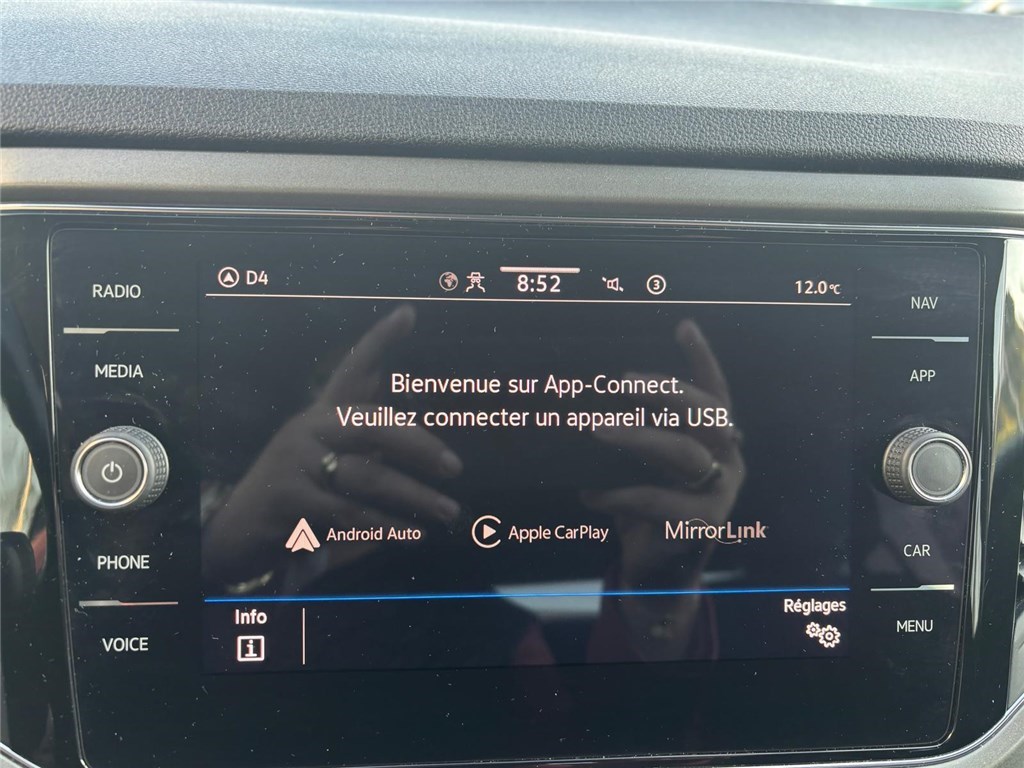 RADIO
MEDIA
PHONE
VOICE
D4
8:52
3
12.0°C
Bienvenue sur App-Connect.
Veuillez connecter un appareil via USB.
Android Auto
Apple CarPlay
MirrorLink
Info
i
Réglages
NAV
APP
CAR
MENU